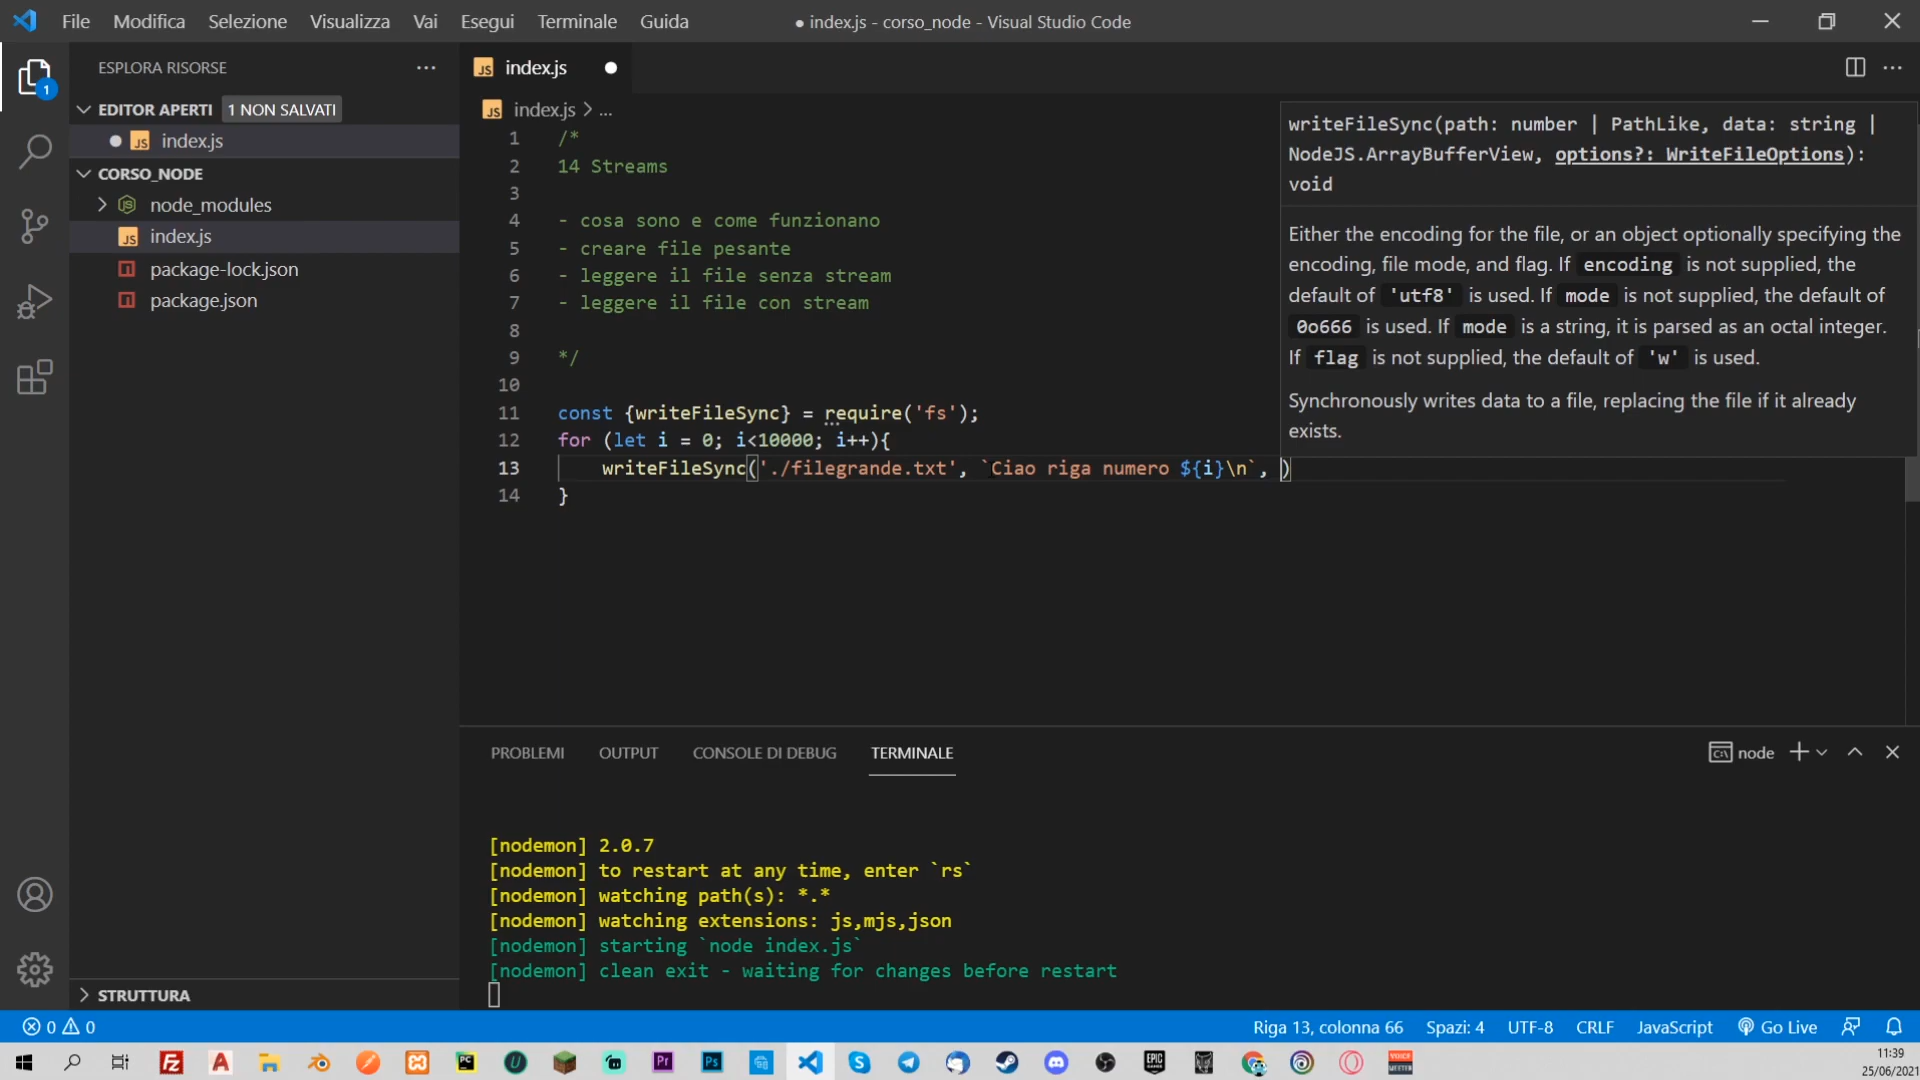 File Modifica Selezione Visualizza Vai Esegui Terminale Guida
● index.js - corso_node - Visual Studio Code
ESPLORA RISORSE
1
EDITOR APERTI 1 NON SALVATI
JS index.js
CORSO_NODE
node_modules
JS index.js
package-lock.json
package.json
STRUTTURA
JS index.js
JS index.js > ...
1 /*
2 14 Streams
3
4 - cosa sono e come funzionano
5 - creare file pesante
6 - leggere il file senza stream
7 - leggere il file con stream
8
9 */
10
11 const {writeFileSync} = require('fs');
12 for (let i = 0; i<10000; i++){
13 writeFileSync('./filegrande.txt', `Ciao riga numero ${i}\n`, )
14 }
writeFileSync(path: number | PathLike, data: string |
NodeJS.ArrayBufferView, options?: WriteFileOptions):
void
Either the encoding for the file, or an object optionally specifying the
encoding, file mode, and flag. If encoding is not supplied, the
default of 'utf8' is used. If mode is not supplied, the default of
0o666 is used. If mode is a string, it is parsed as an octal integer.
If flag is not supplied, the default of 'w' is used.
Synchronously writes data to a file, replacing the file if it already
exists.
PROBLEMI OUTPUT CONSOLE DI DEBUG TERMINALE
node
[nodemon] 2.0.7
[nodemon] to restart at any time, enter `rs`
[nodemon] watching path(s): *.*
[nodemon] watching extensions: js,mjs,json
[nodemon] starting `node index.js`
[nodemon] clean exit - waiting for changes before restart
0 0
Riga 13, colonna 66 Spazi: 4 UTF-8 CRLF JavaScript Go Live
11:39
25/06/2021